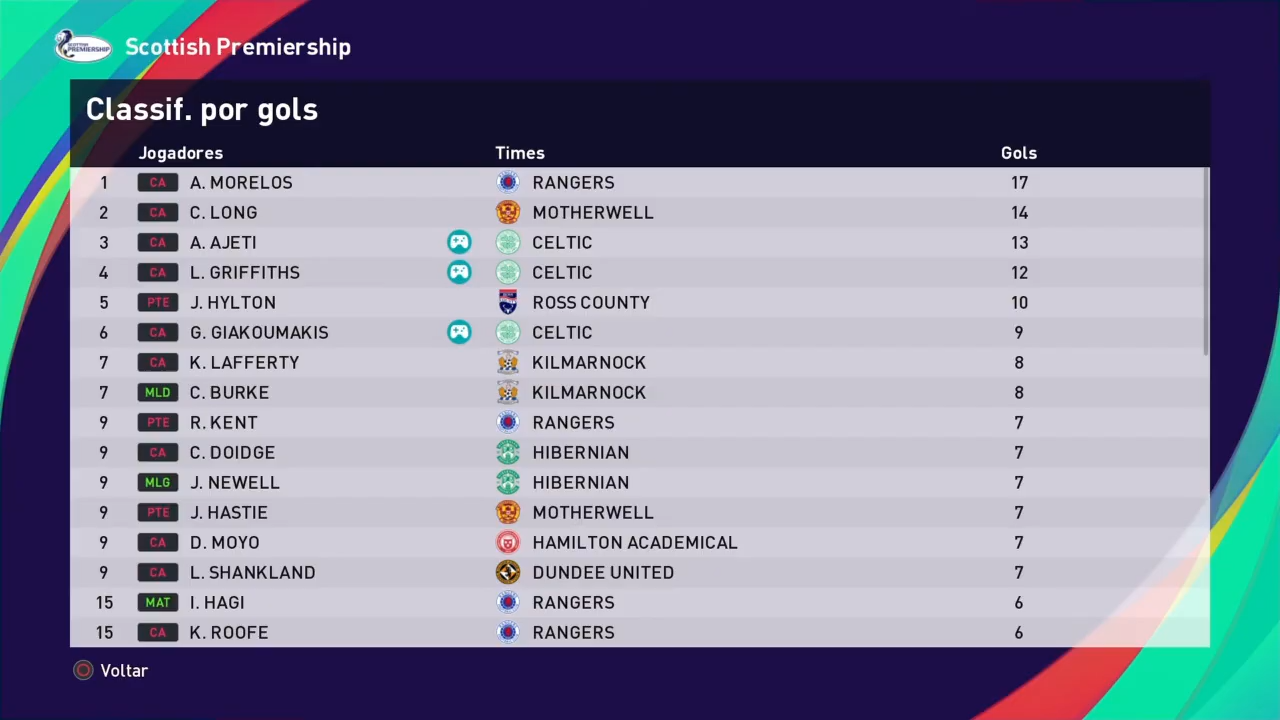 Scottish Premiership
Classif. por gols
Jogadores Times Gols
1 CA A. MORELOS RANGERS 17
2 CA C. LONG MOTHERWELL 14
3 CA A. AJETI CELTIC 13
4 CA L. GRIFFITHS CELTIC 12
5 PTE J. HYLTON ROSS COUNTY 10
6 CA G. GIAKOUMAKIS CELTIC 9
7 CA K. LAFFERTY KILMARNOCK 8
7 MLD C. BURKE KILMARNOCK 8
9 PTE R. KENT RANGERS 7
9 CA C. DOIDGE HIBERNIAN 7
9 MLG J. NEWELL HIBERNIAN 7
9 PTE J. HASTIE MOTHERWELL 7
9 CA D. MOYO HAMILTON ACADEMICAL 7
9 CA L. SHANKLAND DUNDEE UNITED 7
15 MAT I. HAGI RANGERS 6
15 CA K. ROOFE RANGERS 6
Voltar